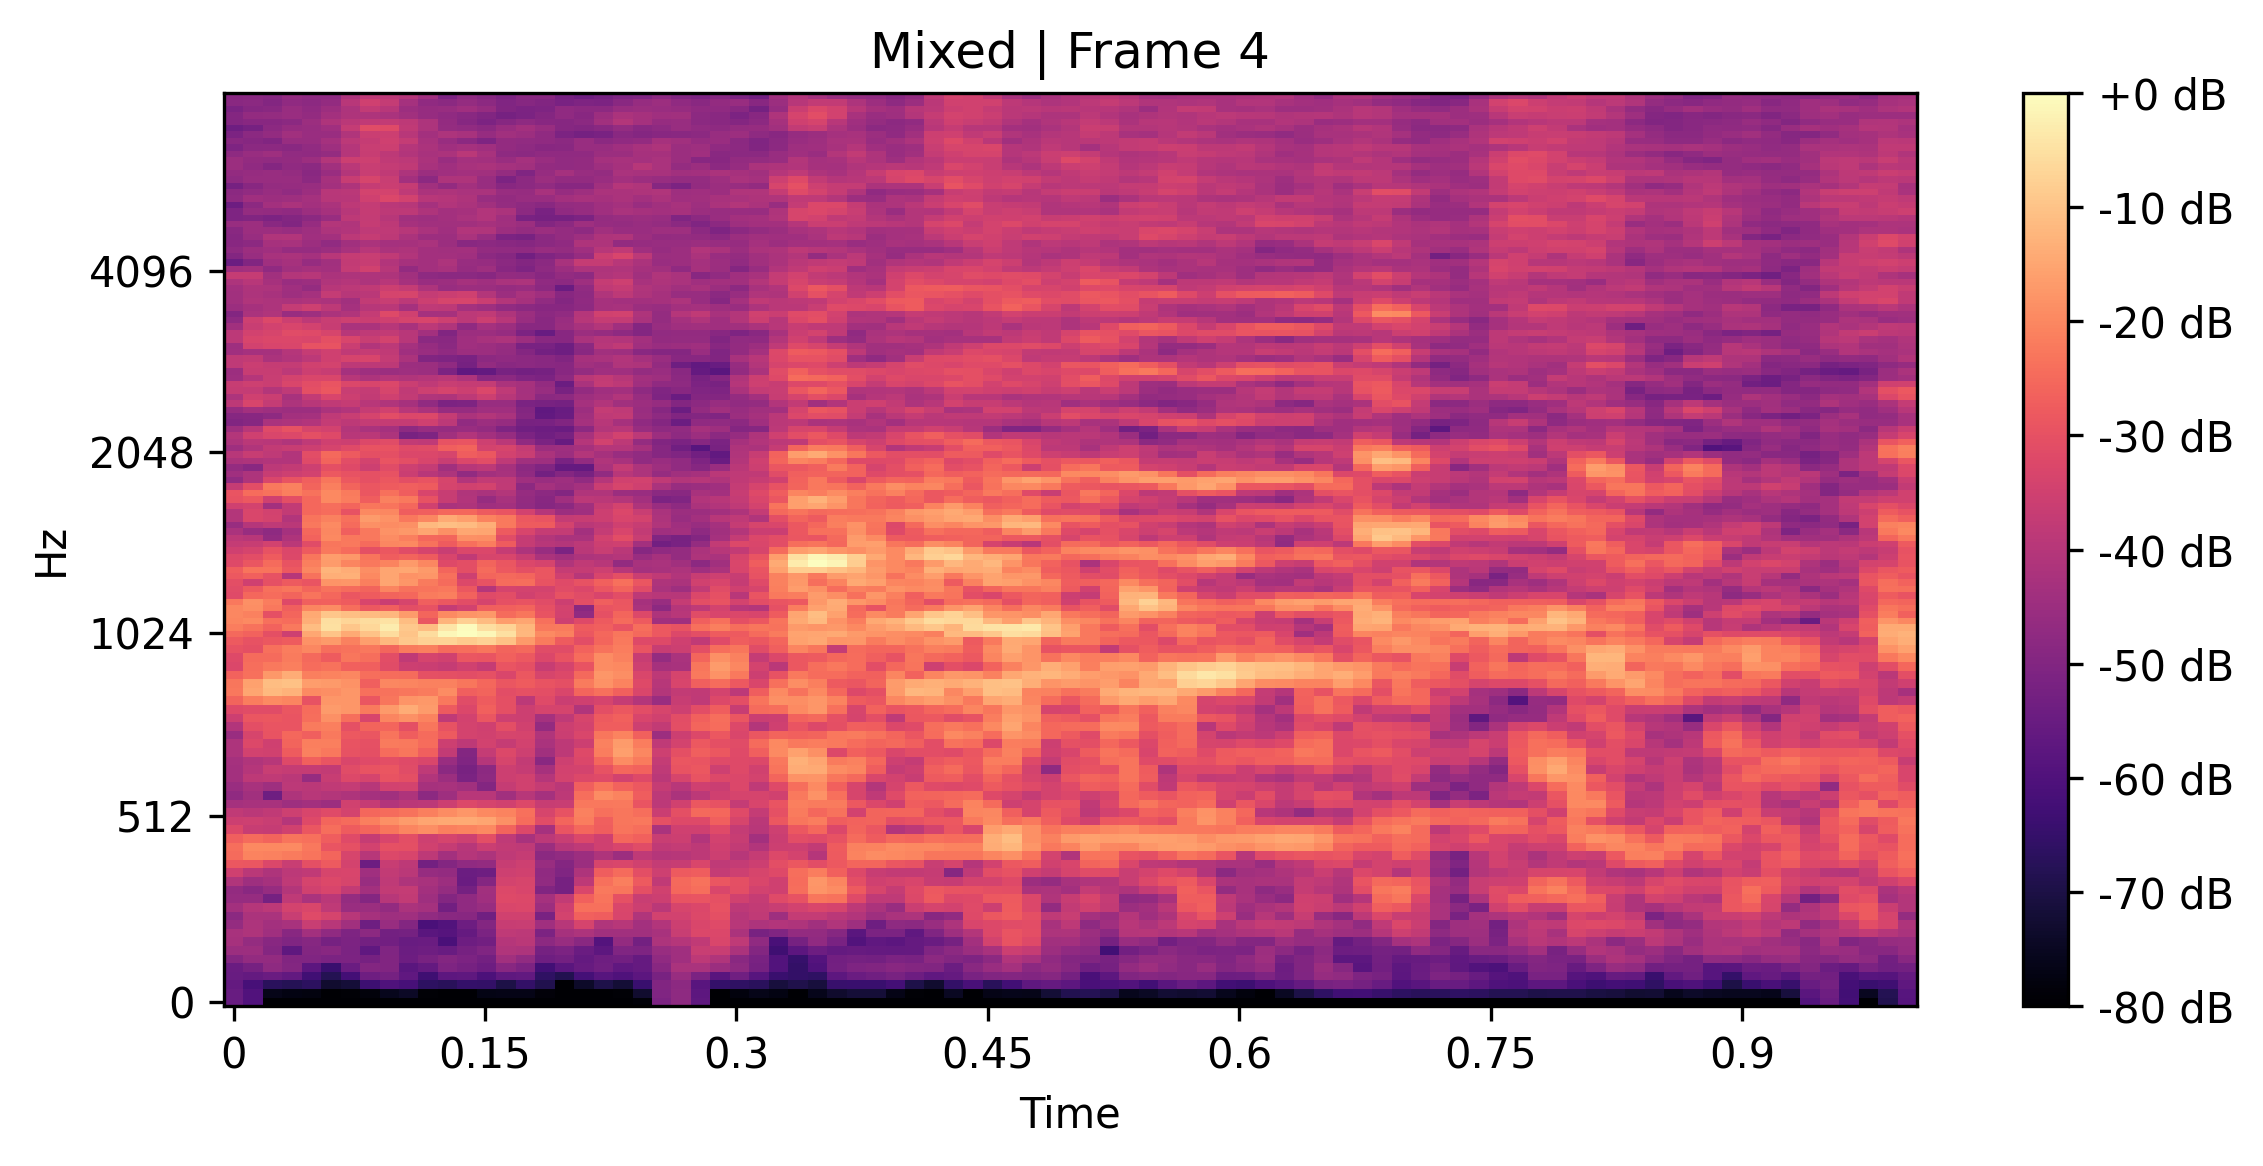 Mixed | Frame 4
+0 dB
-10 dB
-20 dB
-30 dB
-40 dB
-50 dB
-60 dB
-70 dB
-80 dB
Hz
4096
2048
1024
512
0
0 0.15 0.3 0.45 0.6 0.75 0.9
Time